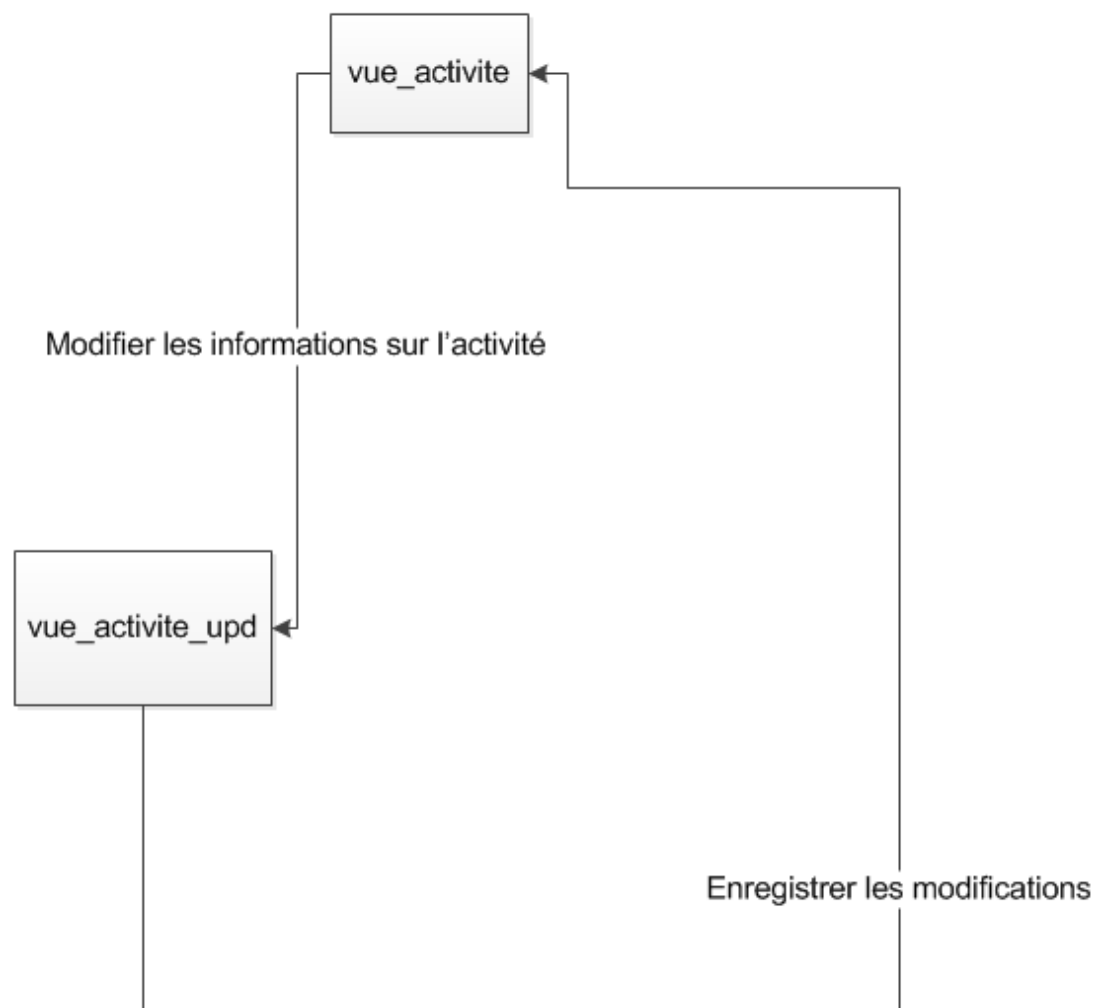 vue_activite
Modifier les informations sur l’activité
vue_activite_upd
Enregistrer les modifications